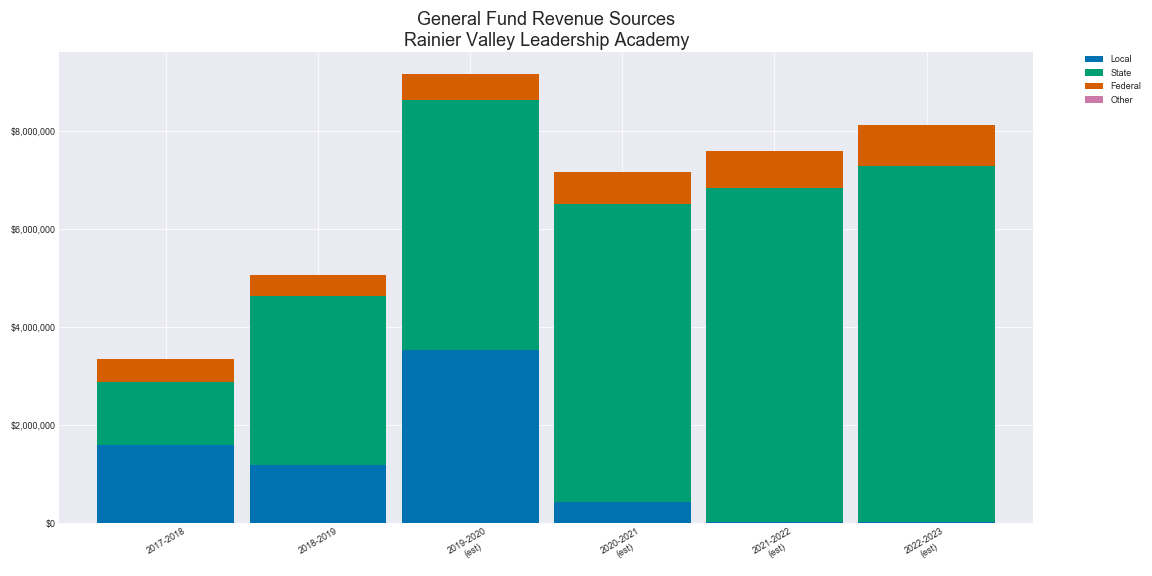 General Fund Revenue Sources
Rainier Valley Leadership Academy
Local
State
Federal
Other
$8,000,000
$6,000,000
$4,000,000
$2,000,000
$0
2017-2018
2018-2019
2019-2020
(est)
2020-2021
(est)
2021-2022
(est)
2022-2023
(est)